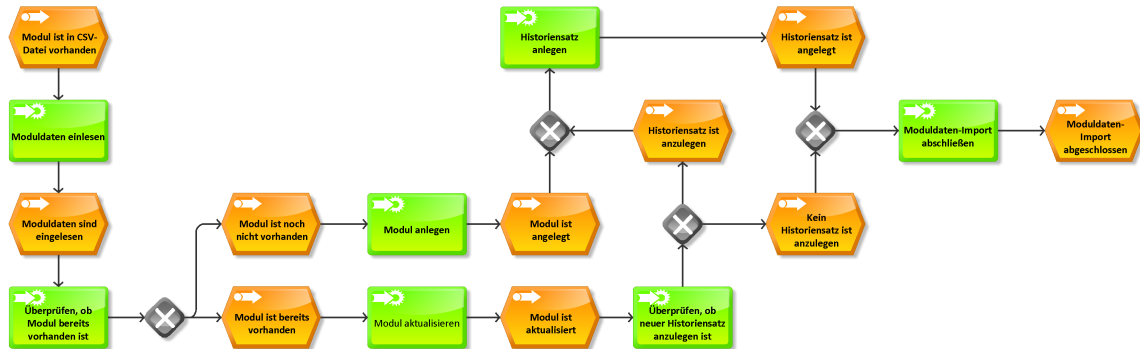 Modul ist in CSV-
Datei vorhanden
Moduldaten einlesen
Moduldaten sind
eingelesen
Überprüfen, ob
Modul bereits
vorhanden ist
Modul ist noch
nicht vorhanden
Modul anlegen
Modul ist
angelegt
Modul ist bereits
vorhanden
Modul aktualisieren
Modul ist
aktualisiert
Überprüfen, ob
neuer Historiensatz
anzulegen ist
Historiensatz ist
anzulegen
Kein
Historiensatz ist
anzulegen
Historiensatz
anlegen
Historiensatz ist
angelegt
Moduldaten-Import
abschließen
Moduldaten-
Import
abgeschlossen